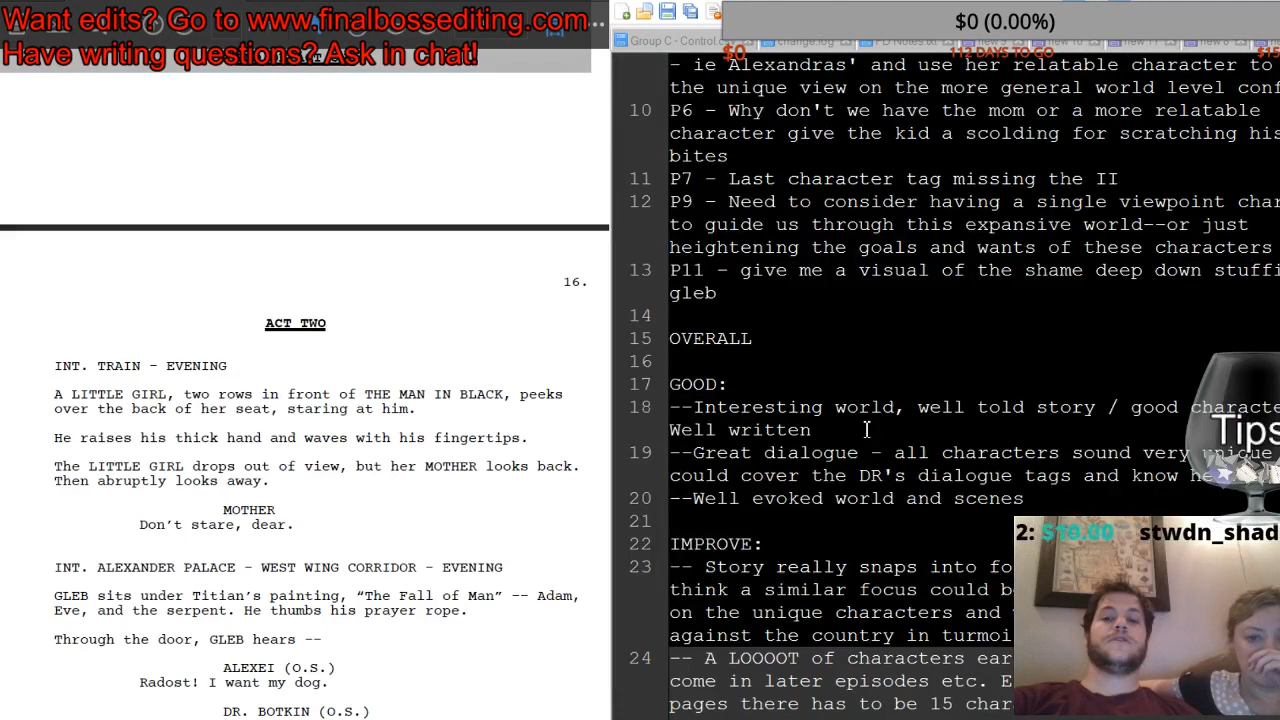 Want edits? Go to www.finalbossediting.com
Have writing questions? Ask in chat!
16.
ACT TWO
INT. TRAIN - EVENING
A LITTLE GIRL, two rows in front of THE MAN IN BLACK, peeks
over the back of her seat, staring at him.
He raises his thick hand and waves with his fingertips.
The LITTLE GIRL drops out of view, but her MOTHER looks back.
Then abruptly looks away.
MOTHER
Don't stare, dear.
INT. ALEXANDER PALACE - WEST WING CORRIDOR - EVENING
GLEB sits under Titian's painting, “The Fall of Man” -- Adam,
Eve, and the serpent. He thumbs his prayer rope.
Through the door, GLEB hears --
ALEXEI (O.S.)
Radost! I want my dog.
DR. BOTKIN (O.S.)
$0 (0.00%)
Group C - Control.
change.log
PD Notes.txt
$0
112 DAYS TO GO
- ie Alexandras' and use her relatable character to
the unique view on the more general world level conf
10 P6 - Why don't we have the mom or a more relatable
character give the kid a scolding for scratching his
bites
11 P7 - Last character tag missing the II
12 P9 - Need to consider having a single viewpoint char
to guide us through this expansive world--or just
heightening the goals and wants of these characters
13 P11 - give me a visual of the shame deep down stuffi
gleb
14
15 OVERALL
16
17 GOOD:
18 --Interesting world, well told story / good characte
Well written
19 --Great dialogue - all characters sound very unique
could cover the DR's dialogue tags and know he
20 --Well evoked world and scenes
21
22 IMPROVE:
23 -- Story really snaps into fo
think a similar focus could b
on the unique characters and
against the country in turmoi
24 -- A LOOOOT of characters ear
come in later episodes etc. E
pages there has to be 15 char
Tips
2: $10.00 stwdn_shad